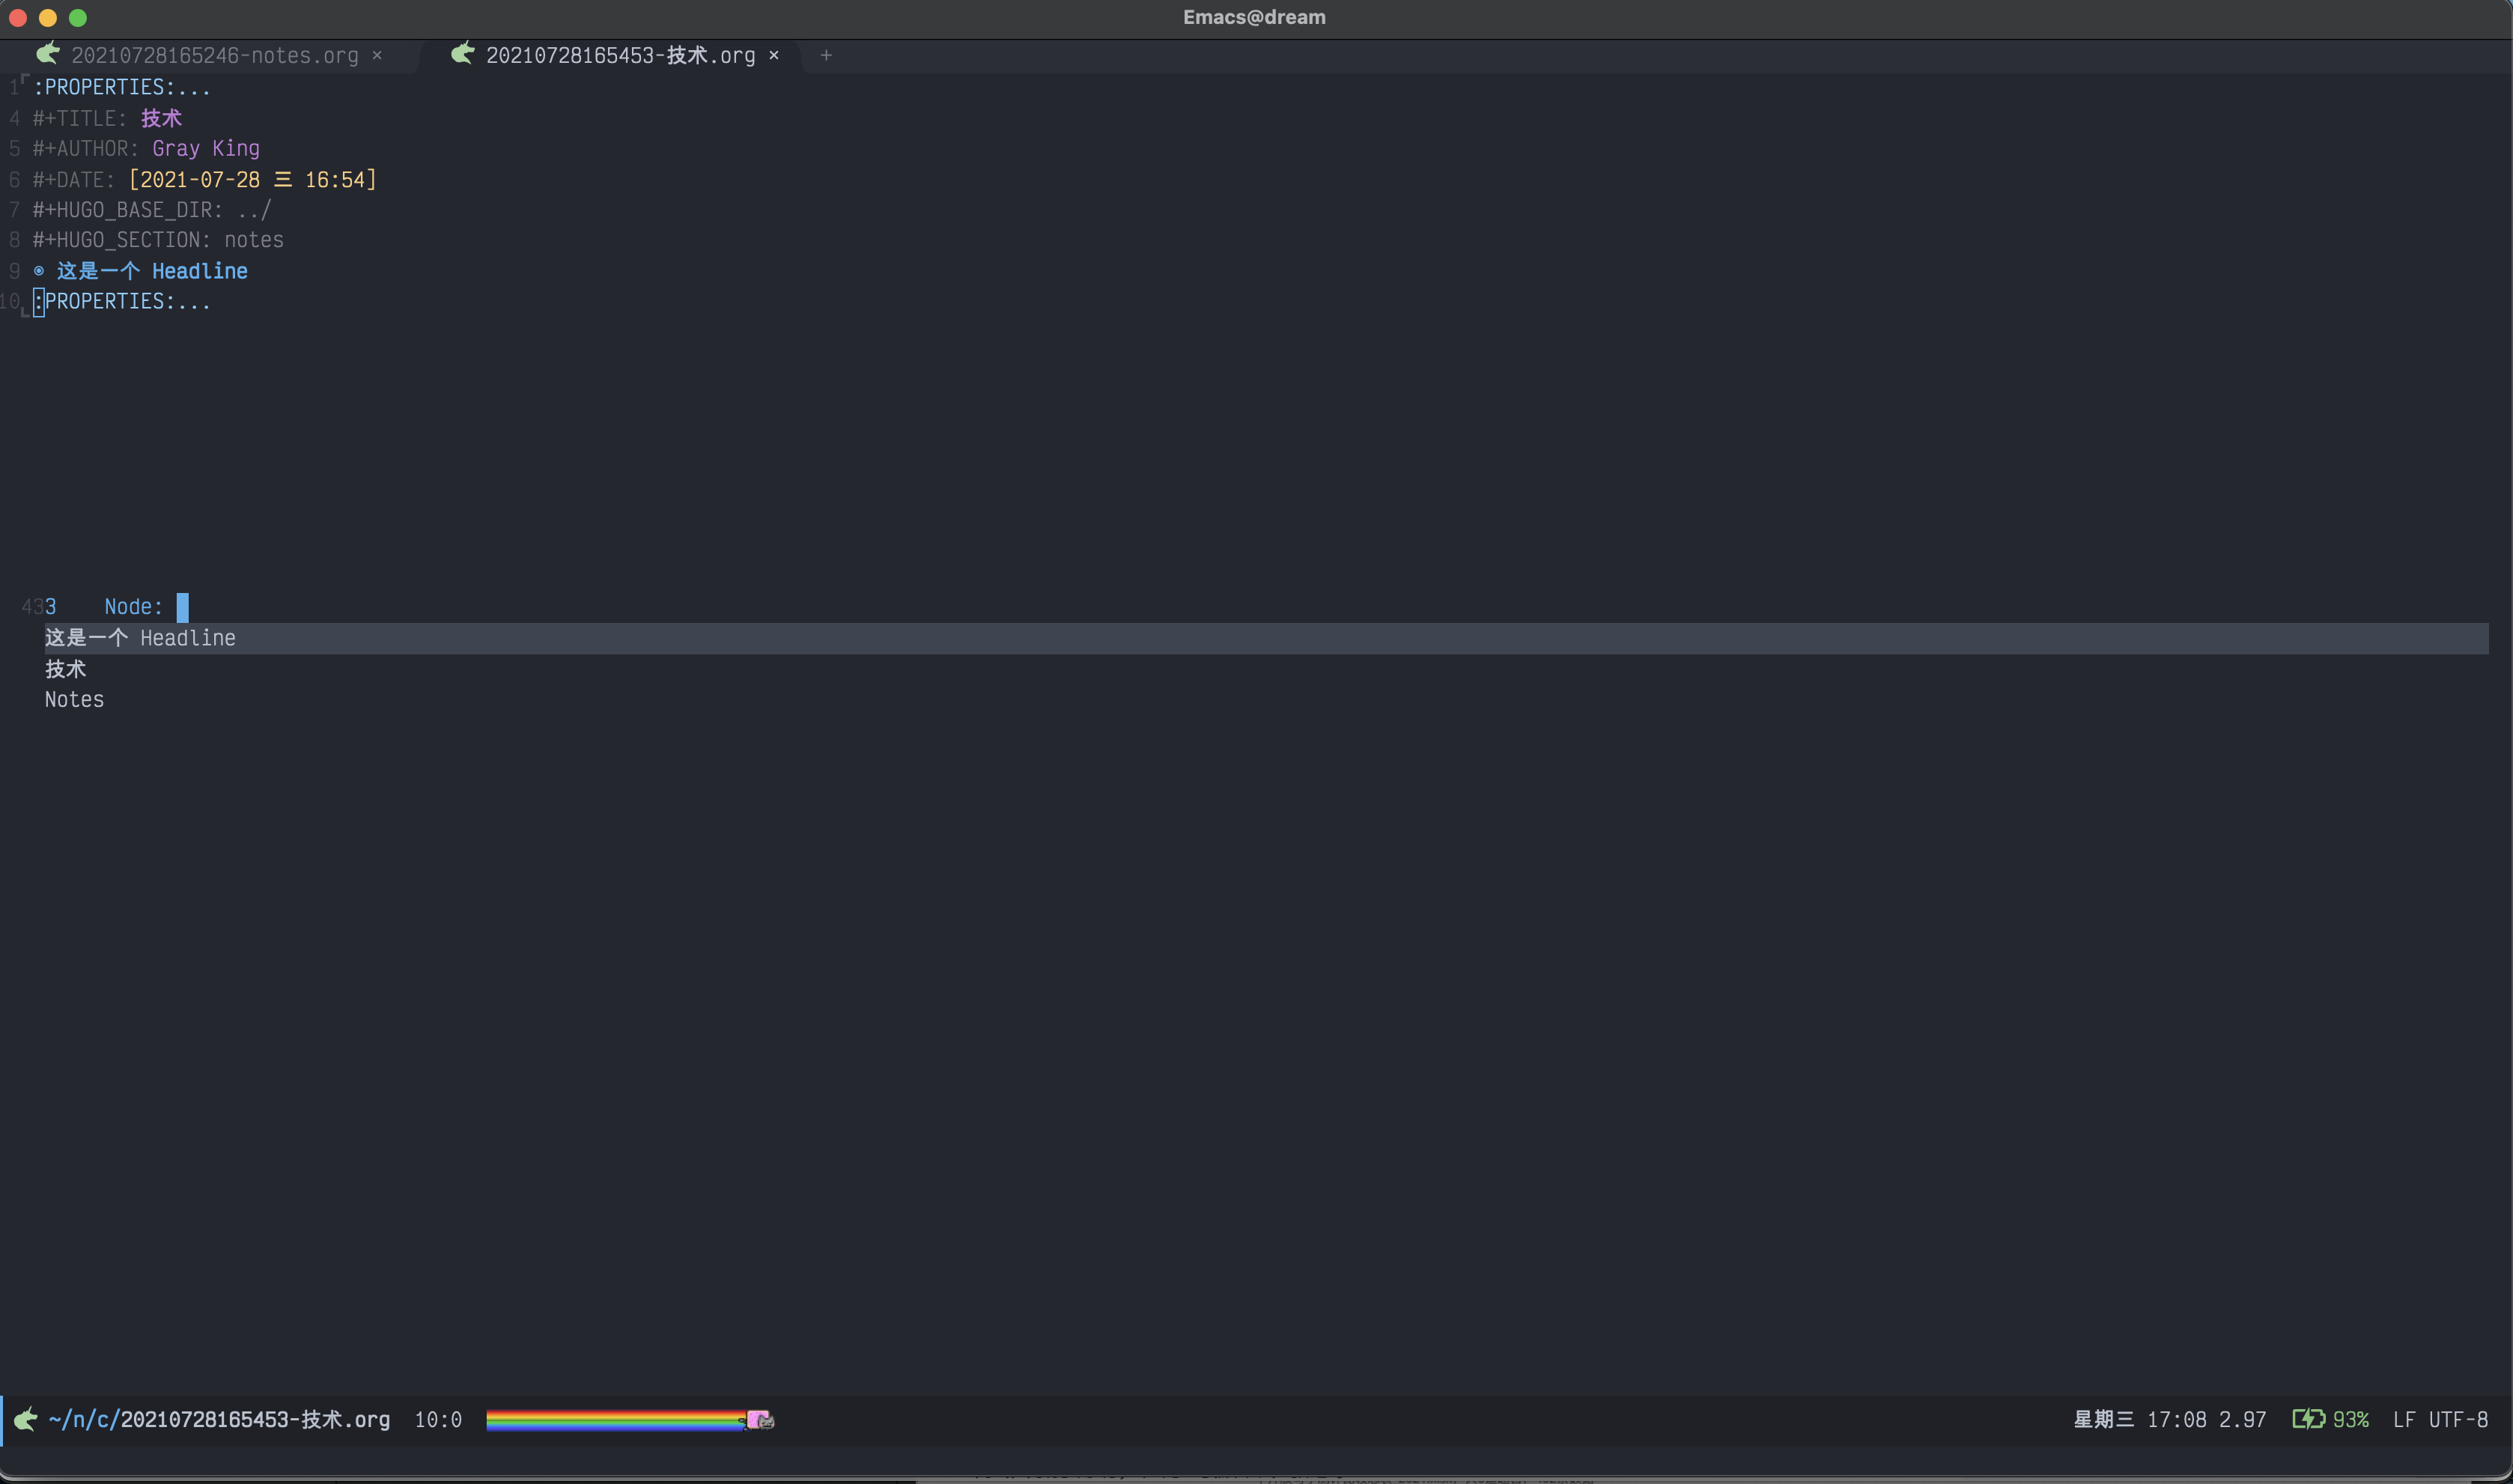 Emacs@dream
20210728165246-notes.org × 20210728165453-技术.org × +
1 :PROPERTIES:...
4 #+TITLE: 技术
5 #+AUTHOR: Gray King
6 #+DATE: [2021-07-28 三 16:54]
7 #+HUGO_BASE_DIR: ../
8 #+HUGO_SECTION: notes
9 ◉ 这是一个 Headline
10 :PROPERTIES:...
433 Node:
这是一个 Headline
技术
Notes
~/n/c/20210728165453-技术.org 10:0 星期三 17:08 2.97 93% LF UTF-8